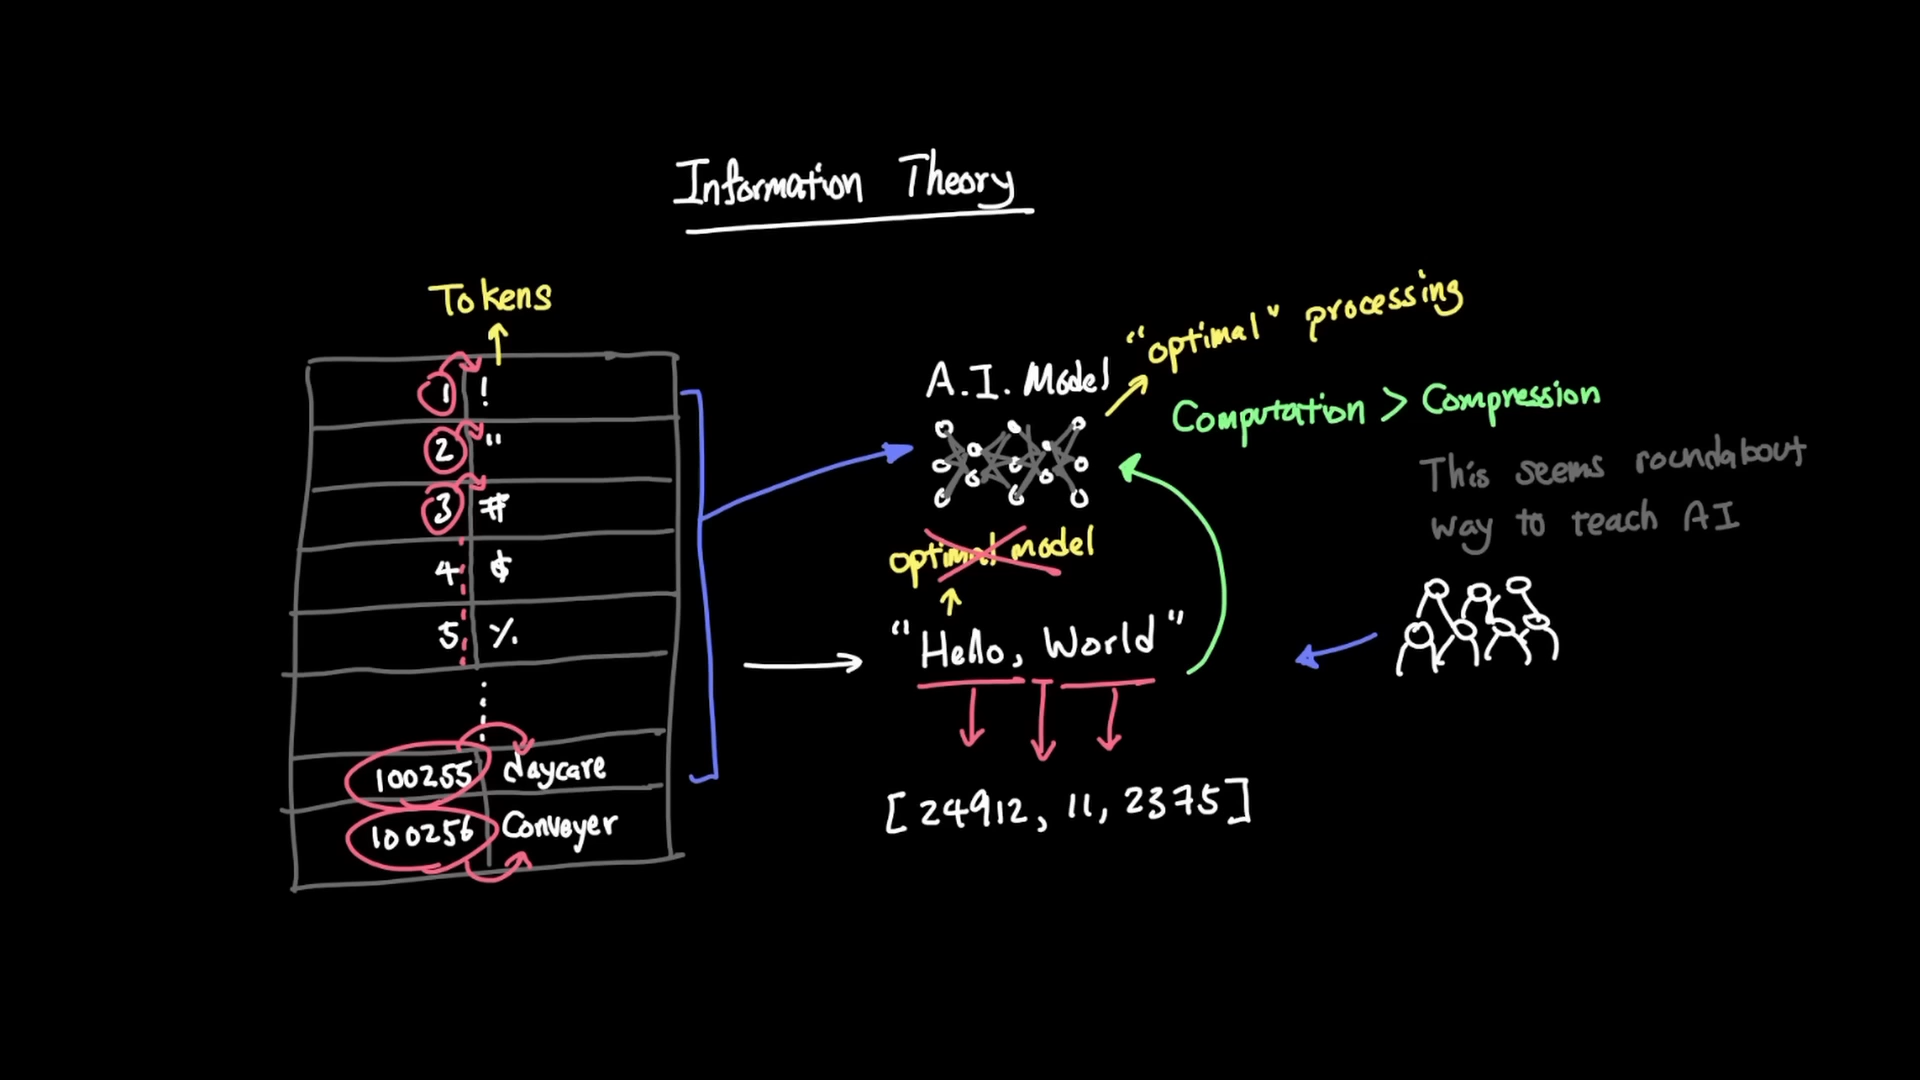 Information Theory
Tokens
1 !
2 "
3 #
4 $
5 %
100255 daycare
100256 Conveyer
A.I. Model
"optimal" processing
Computation > Compression
This seems roundabout
way to teach AI
optimal model
"Hello, World"
[24912, 11, 2375]